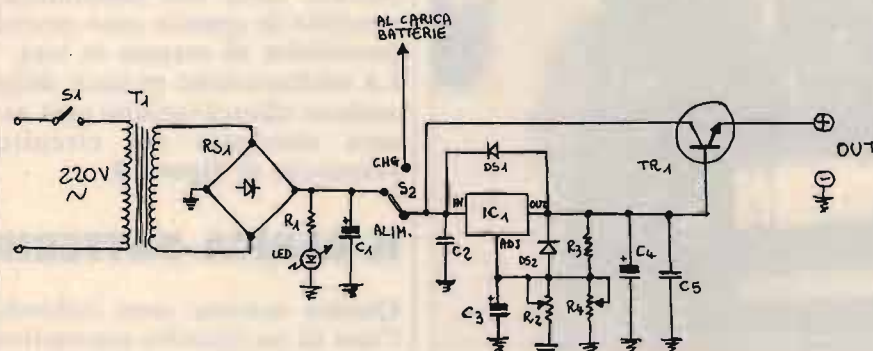 AL CARICA
BATTERIE
S1
T1
RS1
220V
~
CHG
S2
ALIM.
R1
LED
+
C1
DS1
IN
IC1
OUT
ADJ
C2
DS2
R3
+
C3
R2
R4
+
C4
C5
TR1
+
OUT
-